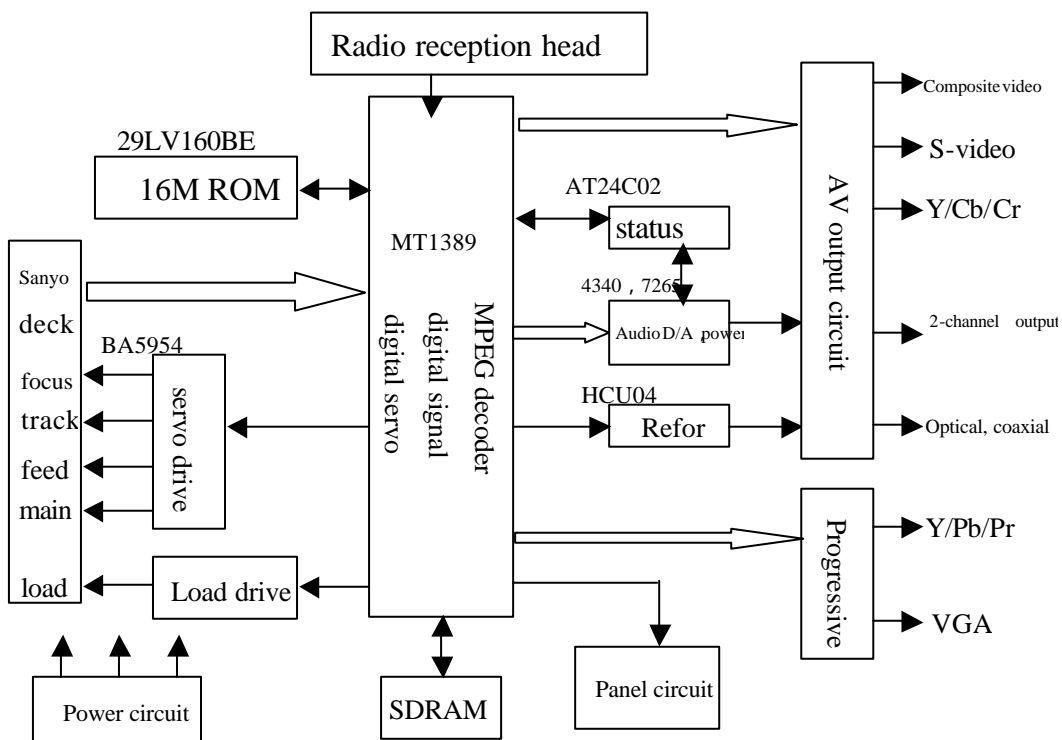 Radio reception head
29LV160BE
16M ROM
MT1389
MPEG decoder
digital signal
digital servo
AT24C02
status
4340 , 7265
Audio D/A ,power
HCU04
Refor
AV output circuit
Composite video
S-video
Y/Cb/Cr
2-channel output
Optical, coaxial
Sanyo
deck
BA5954
focus
track
feed
main
load
servo drive
Load drive
Progressive
Y/Pb/Pr
VGA
Power circuit
SDRAM
Panel circuit